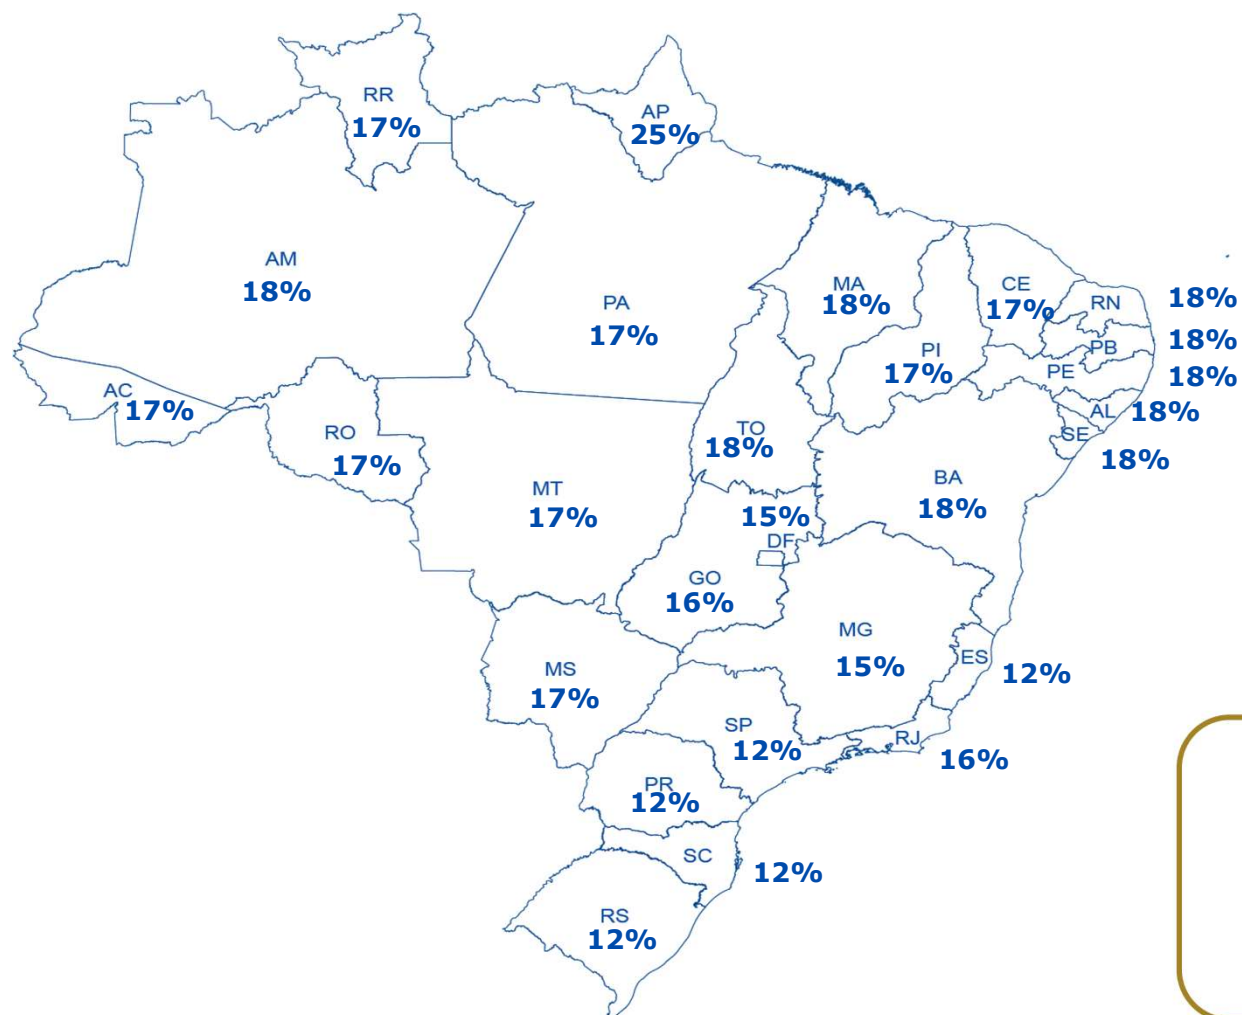 RR
17%
AP
25%
AM
18%
PA
17%
MA
18%
CE
17%
RN
18%
PB
18%
PE
18%
PI
17%
AC
17%
AL
18%
SE
18%
RO
17%
TO
18%
BA
18%
MT
17%
15%
DF
GO
16%
MG
15%
ES
12%
MS
17%
SP
12%
RJ
16%
PR
12%
SC
12%
RS
12%